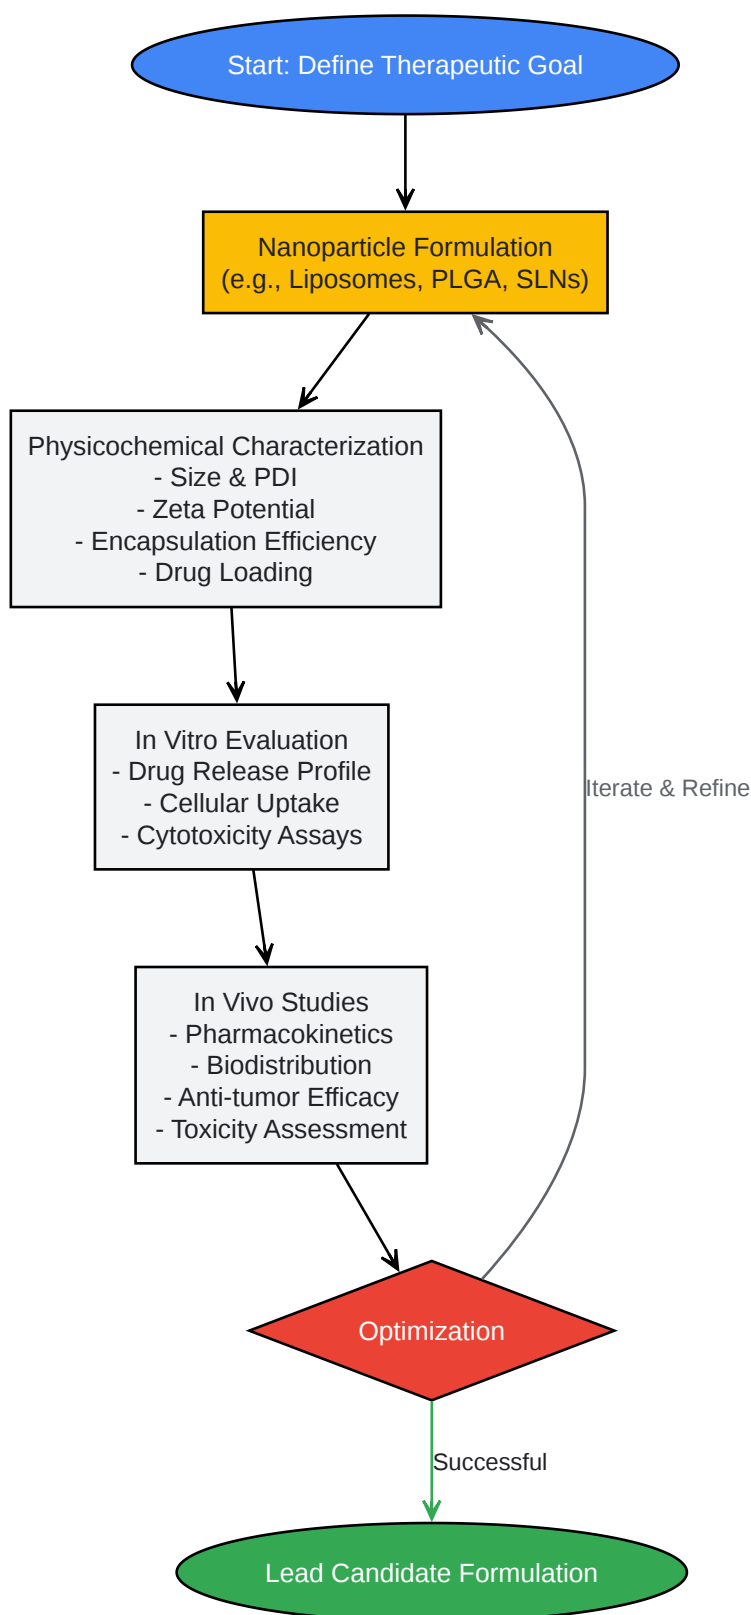 Start: Define Therapeutic Goal
Nanoparticle Formulation
(e.g., Liposomes, PLGA, SLNs)
Physicochemical Characterization
- Size & PDI
- Zeta Potential
- Encapsulation Efficiency
- Drug Loading
In Vitro Evaluation
- Drug Release Profile
- Cellular Uptake
- Cytotoxicity Assays
Iterate & Refine
In Vivo Studies
- Pharmacokinetics
- Biodistribution
- Anti-tumor Efficacy
- Toxicity Assessment
Optimization
Successful
Lead Candidate Formulation